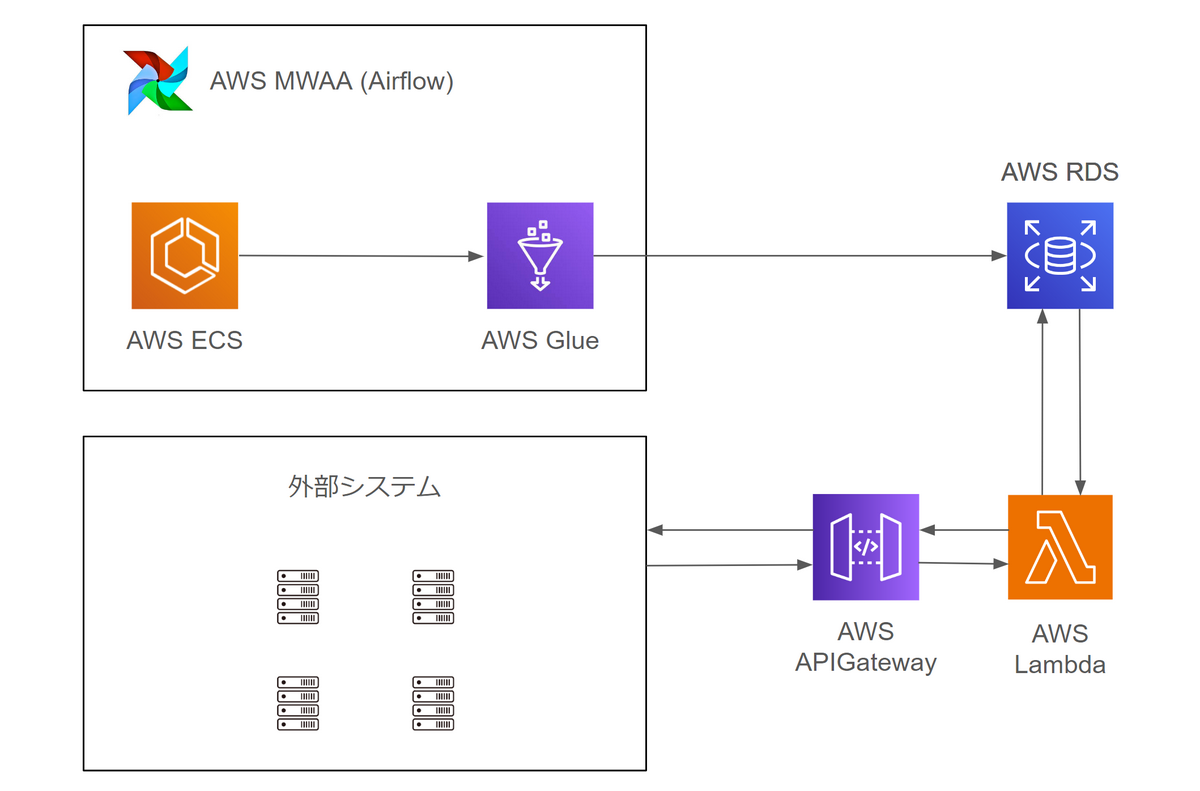 AWS MWAA (Airflow)
AWS RDS
AWS ECS
AWS Glue
外部システム
</>
AWS
APIGateway
AWS
Lambda